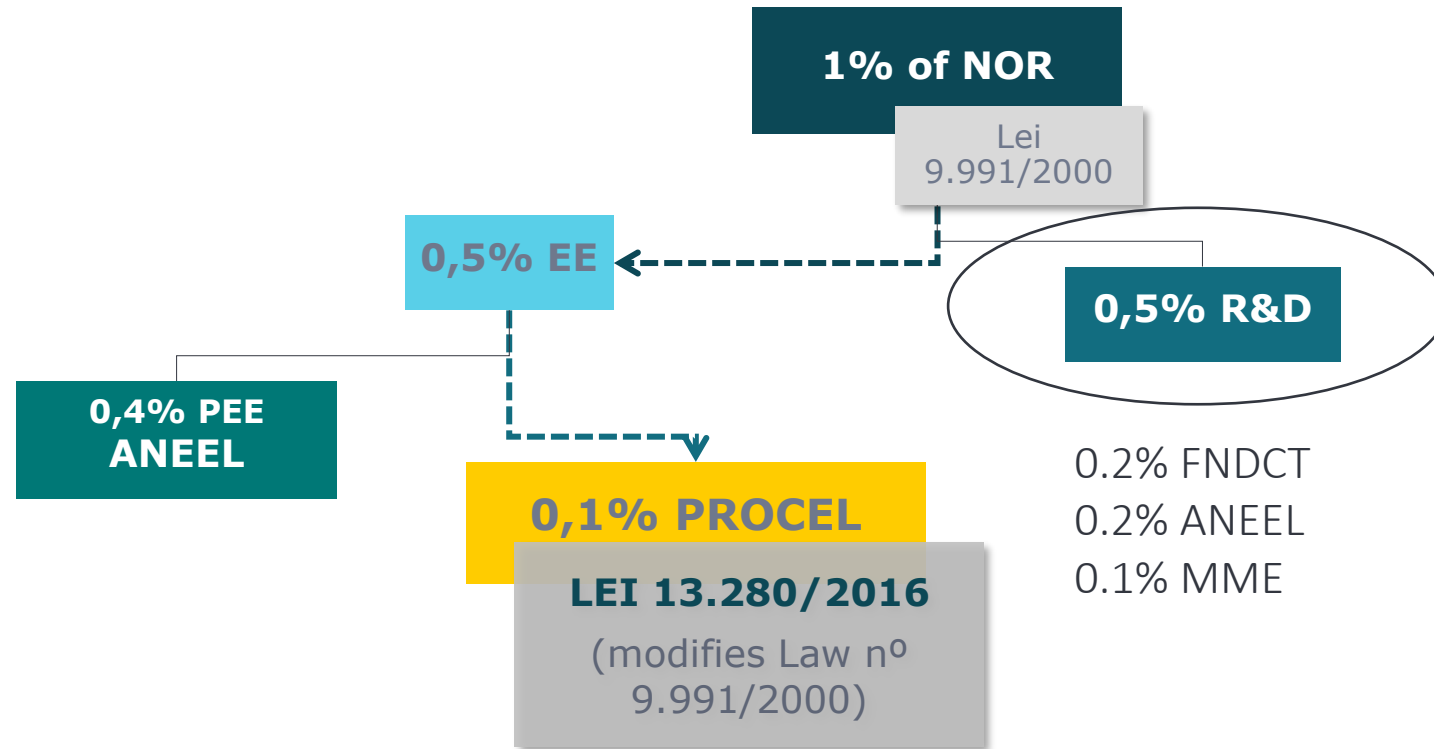 1% of NOR
Lei
9.991/2000
0,5% EE
0,5% R&D
0,4% PEE
ANEEL
0,1% PROCEL
LEI 13.280/2016
(modifies Law nº
9.991/2000)
0.2% FNDCT
0.2% ANEEL
0.1% MME